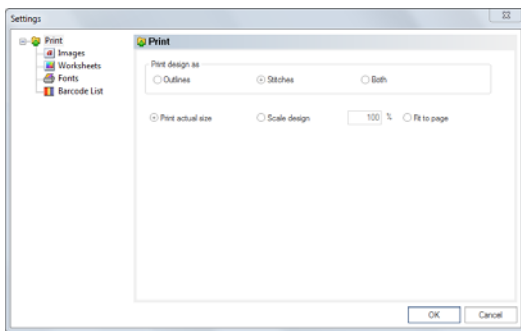 Settings
Print
Images
Worksheets
Fonts
Barcode List
Print
Print design as
Outlines Stitches Both
Print actual size Scale design 100 % Fit to page
OK Cancel